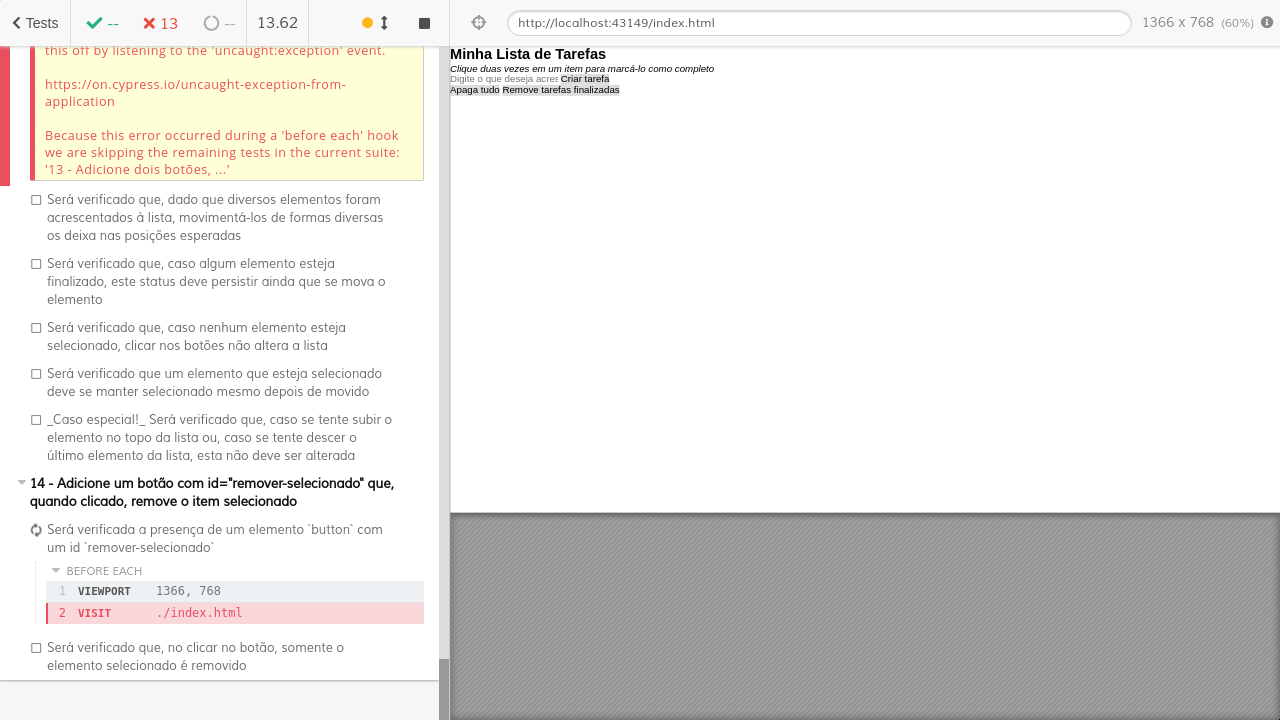 Tests -- 13 -- 13.62
this off by listening to the 'uncaught:exception' event.
https://on.cypress.io/uncaught-exception-from-
application
Because this error occurred during a 'before each' hook
we are skipping the remaining tests in the current suite:
'13 - Adicione dois botões, ...'
Será verificado que, dado que diversos elementos foram
acrescentados à lista, movimentá-los de formas diversas
os deixa nas posições esperadas
Será verificado que, caso algum elemento esteja
finalizado, este status deve persistir ainda que se mova o
elemento
Será verificado que, caso nenhum elemento esteja
selecionado, clicar nos botões não altera a lista
Será verificado que um elemento que esteja selecionado
deve se manter selecionado mesmo depois de movido
_Caso especial!_ Será verificado que, caso se tente subir o
elemento no topo da lista ou, caso se tente descer o
último elemento da lista, esta não deve ser alterada
14 - Adicione um botão com id="remover-selecionado" que,
quando clicado, remove o item selecionado
Será verificada a presença de um elemento `button` com
um id `remover-selecionado`
BEFORE EACH
1 VIEWPORT 1366, 768
2 VISIT ./index.html
Será verificado que, no clicar no botão, somente o
elemento selecionado é removido
http://localhost:43149/index.html 1366 x 768 (60%)
Minha Lista de Tarefas
Clique duas vezes em um item para marcá-lo como completo
Digite o que deseja acres Criar tarefa
Apaga tudo Remove tarefas finalizadas